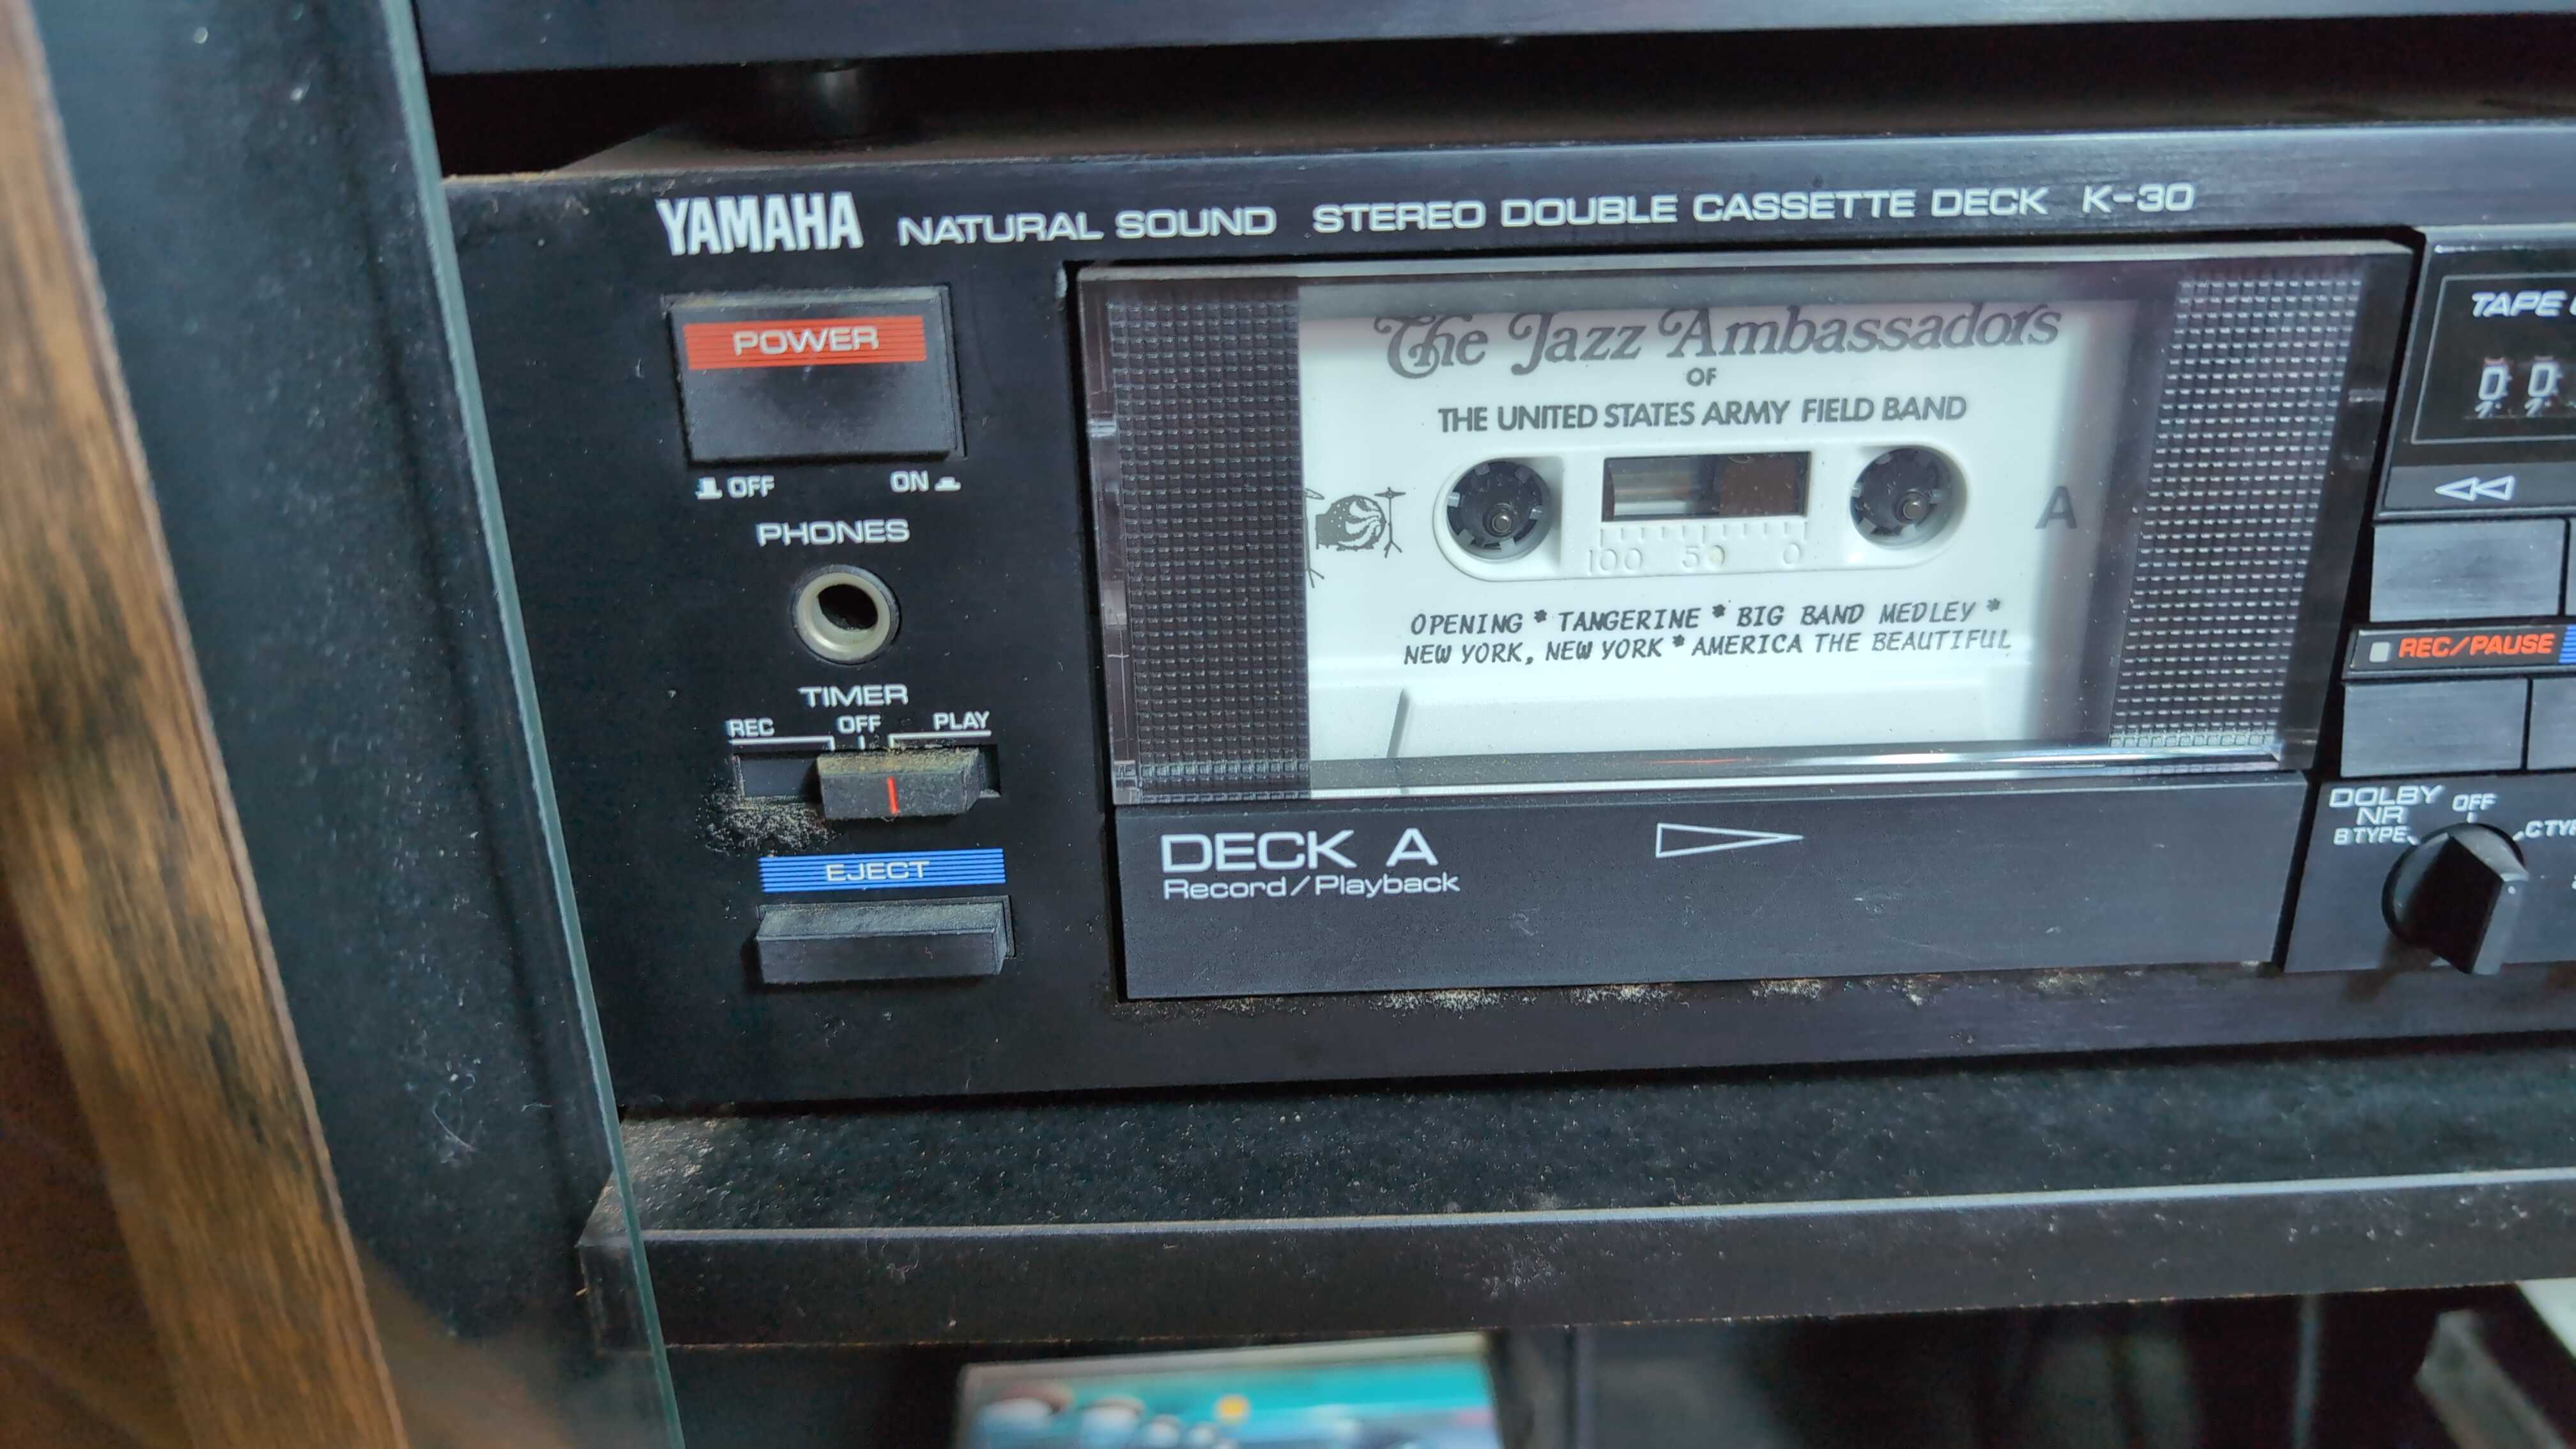 YAMAHA NATURAL SOUND STEREO DOUBLE CASSETTE DECK K-30
POWER
OFF ON
PHONES
TIMER
REC OFF PLAY
EJECT
The Jazz Ambassadors
OF
THE UNITED STATES ARMY FIELD BAND
A
100 50 0
OPENING * TANGERINE * BIG BAND MEDLEY *
NEW YORK, NEW YORK * AMERICA THE BEAUTIFUL
DECK A
Record/Playback
TAPE
0 0
REC/PAUSE
DOLBY NR OFF
B TYPE